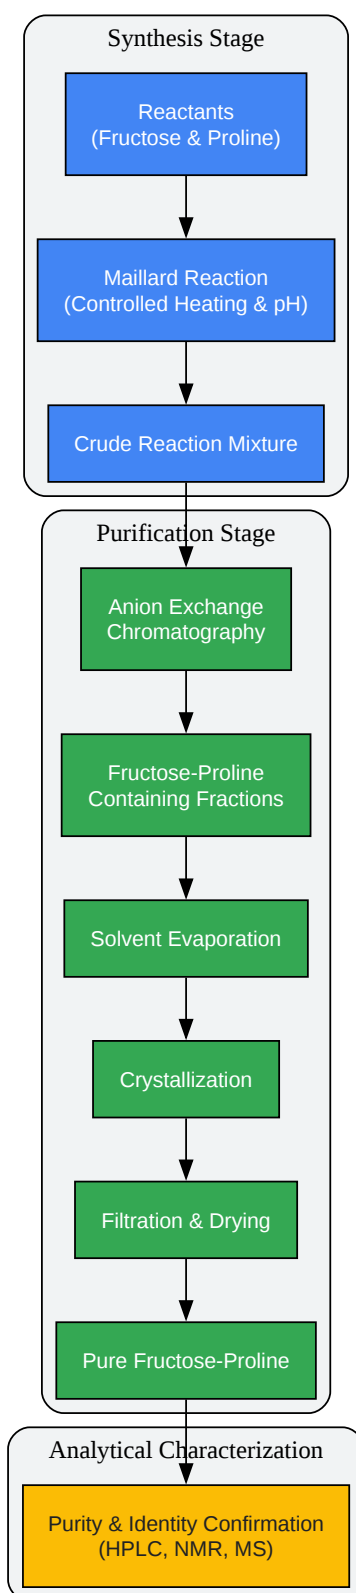 Synthesis Stage
Reactants
(Fructose & Proline)
Maillard Reaction
(Controlled Heating & pH)
Crude Reaction Mixture
Purification Stage
Anion Exchange
Chromatography
Fructose-Proline
Containing Fractions
Solvent Evaporation
Crystallization
Filtration & Drying
Pure Fructose-Proline
Analytical Characterization
Purity & Identity Confirmation
(HPLC, NMR, MS)